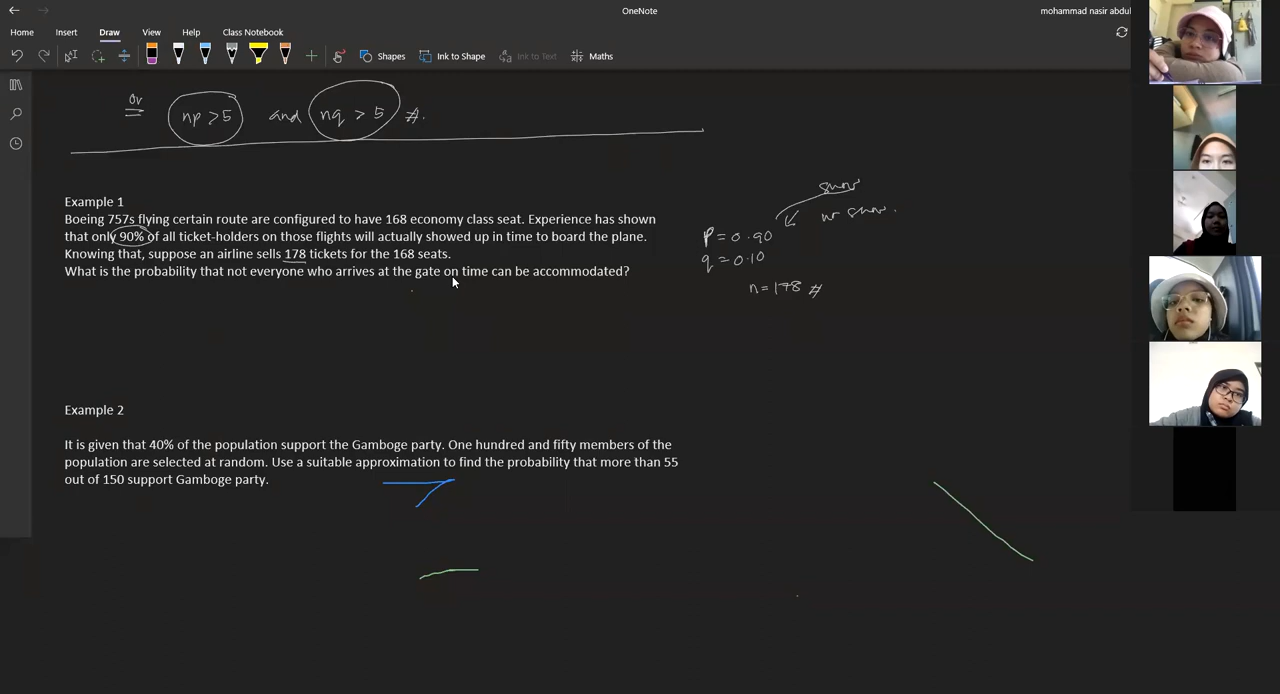 OneNote
mohammad nasir abdul
Home Insert Draw View Help Class Notebook
Shapes Ink to Shape Ink to Text Maths
or np > 5 and nq > 5 #.
Example 1
Boeing 757s flying certain route are configured to have 168 economy class seat. Experience has shown
that only 90% of all ticket-holders on those flights will actually showed up in time to board the plane.
Knowing that, suppose an airline sells 178 tickets for the 168 seats.
What is the probability that not everyone who arrives at the gate on time can be accommodated?
show
no show.
P = 0.90
q = 0.10
n = 178 #
Example 2
It is given that 40% of the population support the Gamboge party. One hundred and fifty members of the
population are selected at random. Use a suitable approximation to find the probability that more than 55
out of 150 support Gamboge party.